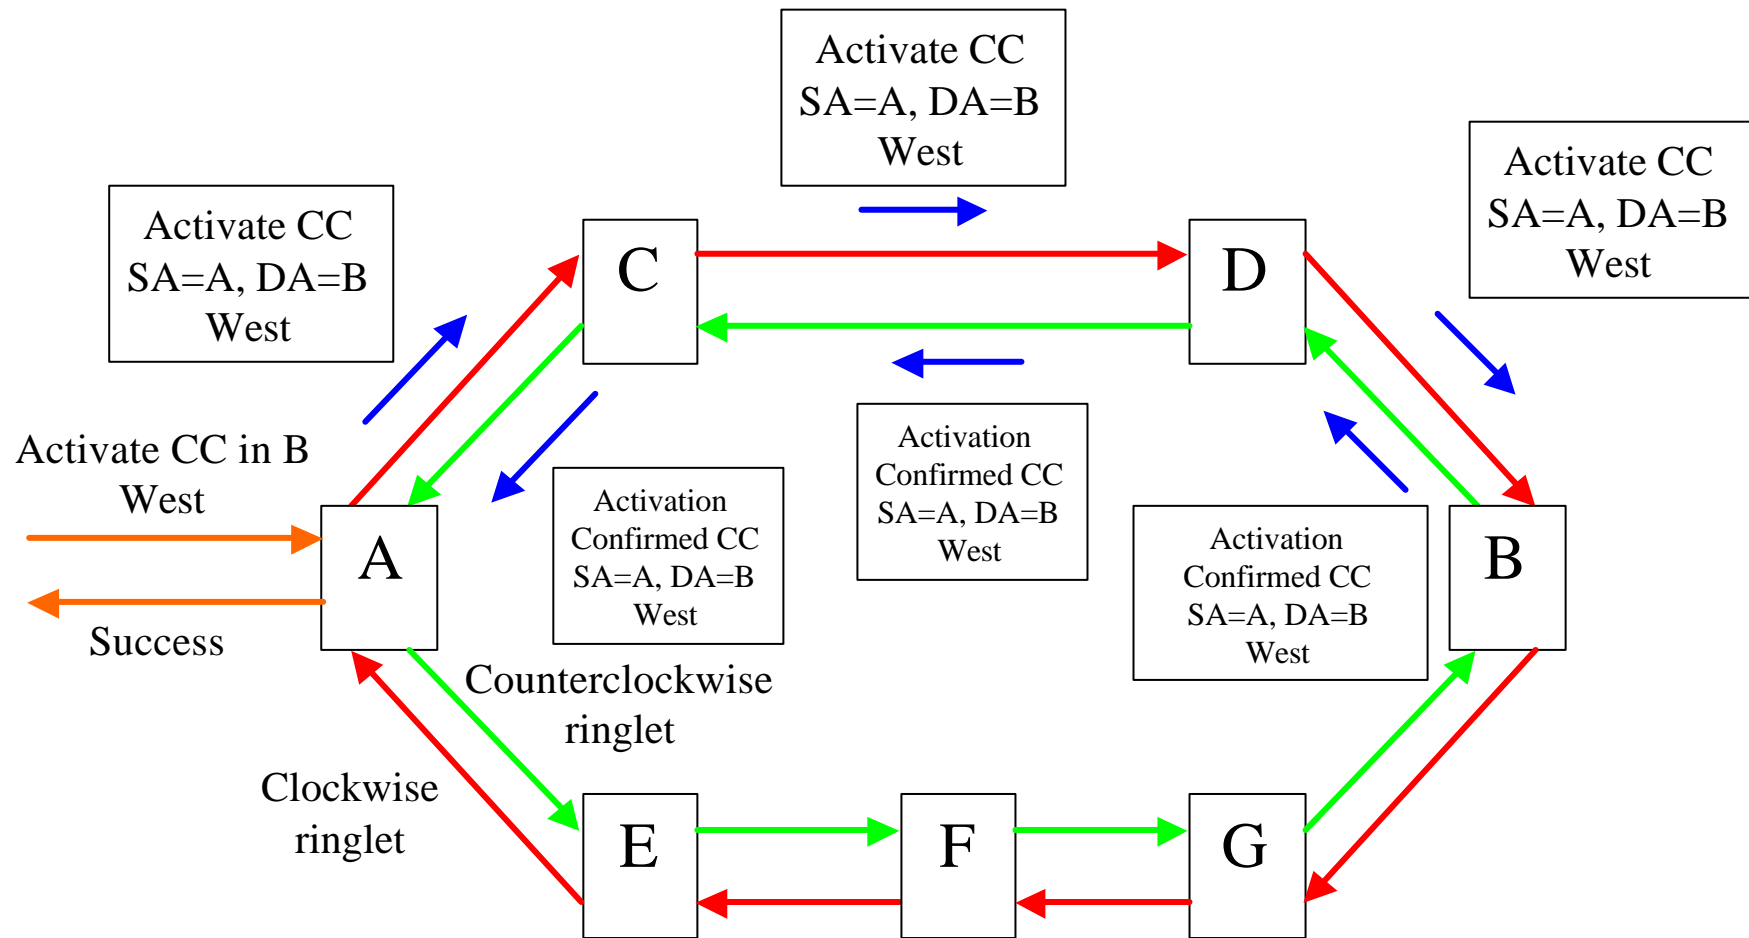 Activate CC
SA=A, DA=B
West
Activate CC
SA=A, DA=B
West
Activate CC
SA=A, DA=B
West
C
D
Activate CC in B
West
Activation
Confirmed CC
SA=A, DA=B
West
Activation
Confirmed CC
SA=A, DA=B
West
Activation
Confirmed CC
SA=A, DA=B
West
A
B
Success
Counterclockwise
ringlet
Clockwise
ringlet
E
F
G